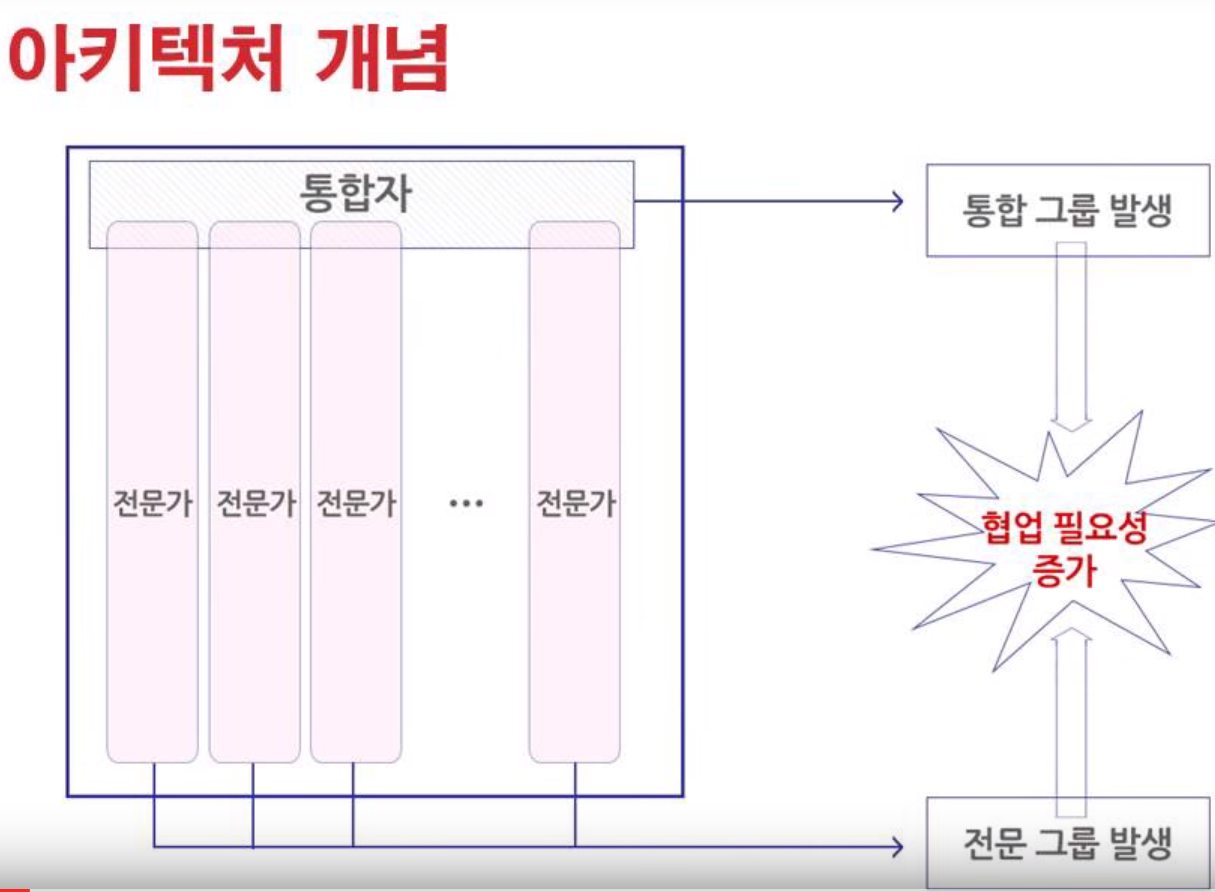 아키텍처 개념
통합자
통합 그룹 발생
전문가 전문가 전문가 ... 전문가
협업 필요성
증가
전문 그룹 발생